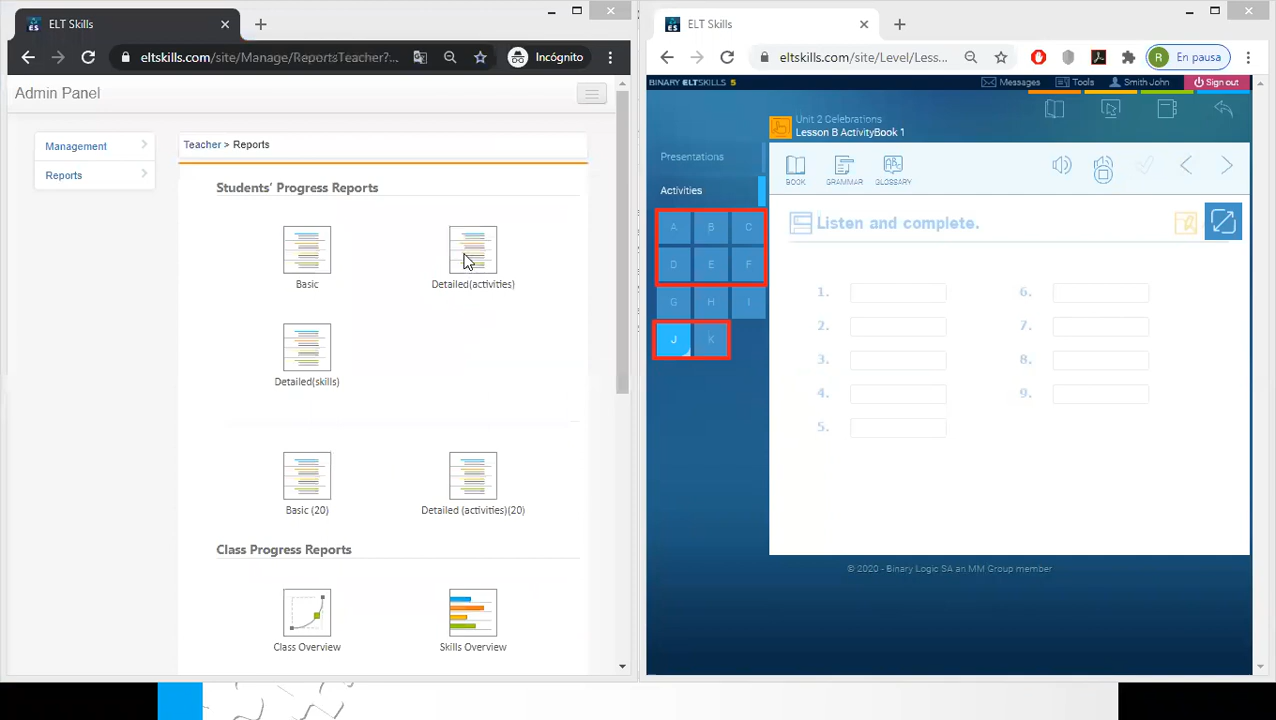 ELT Skills
eltskills.com/site/Manage/ReportsTeacher?...
Incógnito
Admin Panel
Management
Reports
Teacher > Reports
Students' Progress Reports
Basic
Detailed(activities)
Detailed(skills)
Basic (20)
Detailed (activities)(20)
Class Progress Reports
Class Overview
Skills Overview
ELT Skills
eltskills.com/site/Level/Less...
R
En pausa
BINARY ELTSKILLS 5
Messages
Tools
Smith John
Sign out
Unit 2 Celebrations
Lesson B ActivityBook 1
Presentations
Activities
BOOK
GRAMMAR
GLOSSARY
A B C
D E F
G H I
J K
Listen and complete.
1.
2.
3.
4.
5.
6.
7.
8.
9.
© 2020 - Binary Logic SA an MM Group member